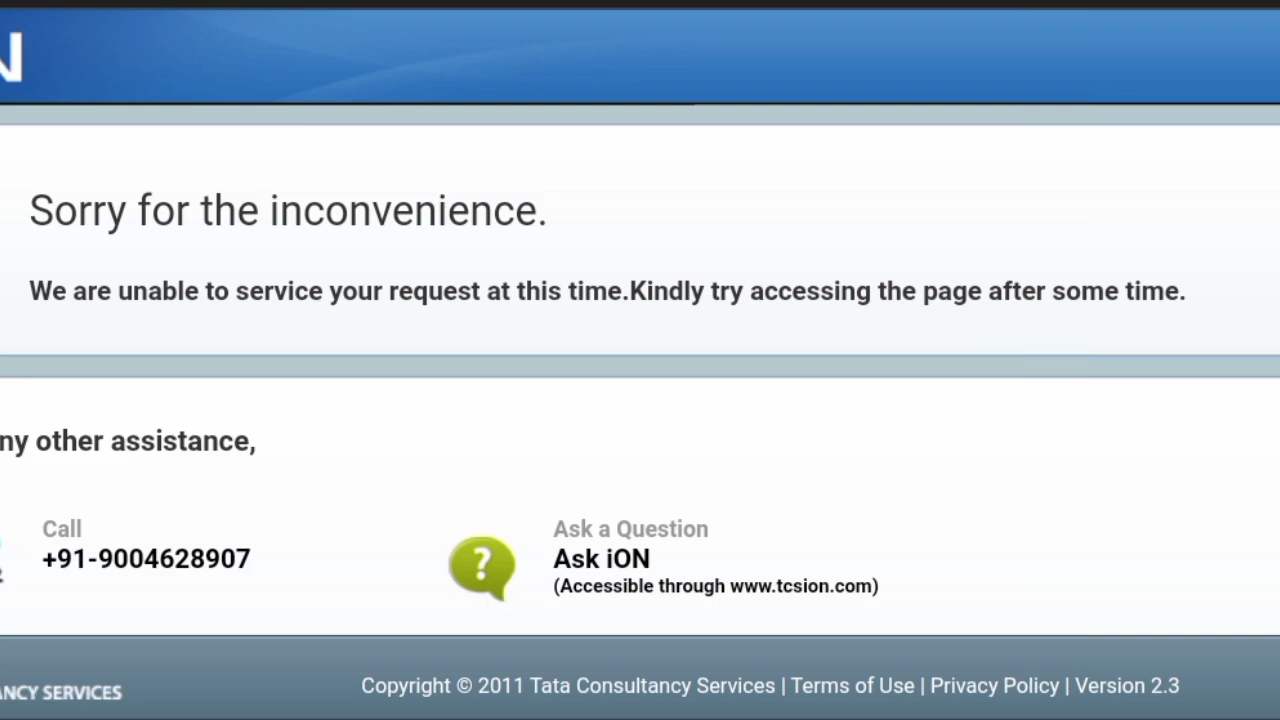 N
Sorry for the inconvenience.
We are unable to service your request at this time.Kindly try accessing the page after some time.
ny other assistance,
Call
+91-9004628907
Ask a Question
Ask iON
(Accessible through www.tcsion.com)
ANCY SERVICES
Copyright © 2011 Tata Consultancy Services | Terms of Use | Privacy Policy | Version 2.3